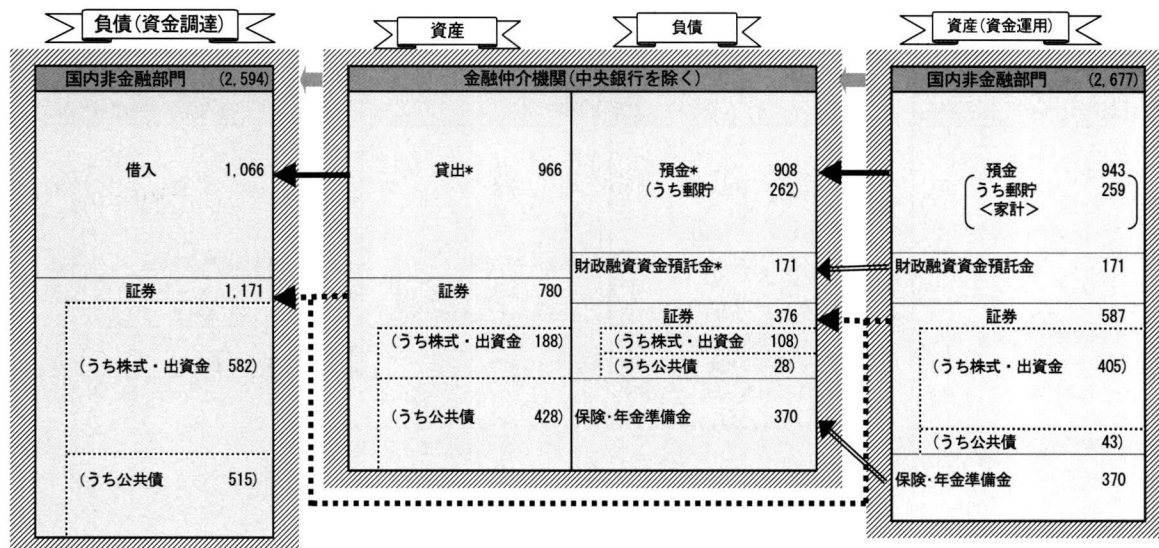 負債(資金調達)
国内非金融部門 (2,594)
借入 1,066
証券 1,171
(うち株式・出資金 582)
(うち公共債 515)
資産
負債
金融仲介機関(中央銀行を除く)
貸出* 966
証券 780
(うち株式・出資金 188)
(うち公共債 428)
預金* 908
(うち郵貯 262)
財政融資資金預託金* 171
証券 376
(うち株式・出資金 108)
(うち公共債 28)
保険・年金準備金 370
資産(資金運用)
国内非金融部門 (2,677)
預金 943
うち郵貯 259
<家計>
財政融資資金預託金 171
証券 587
(うち株式・出資金 405)
(うち公共債 43)
保険・年金準備金 370